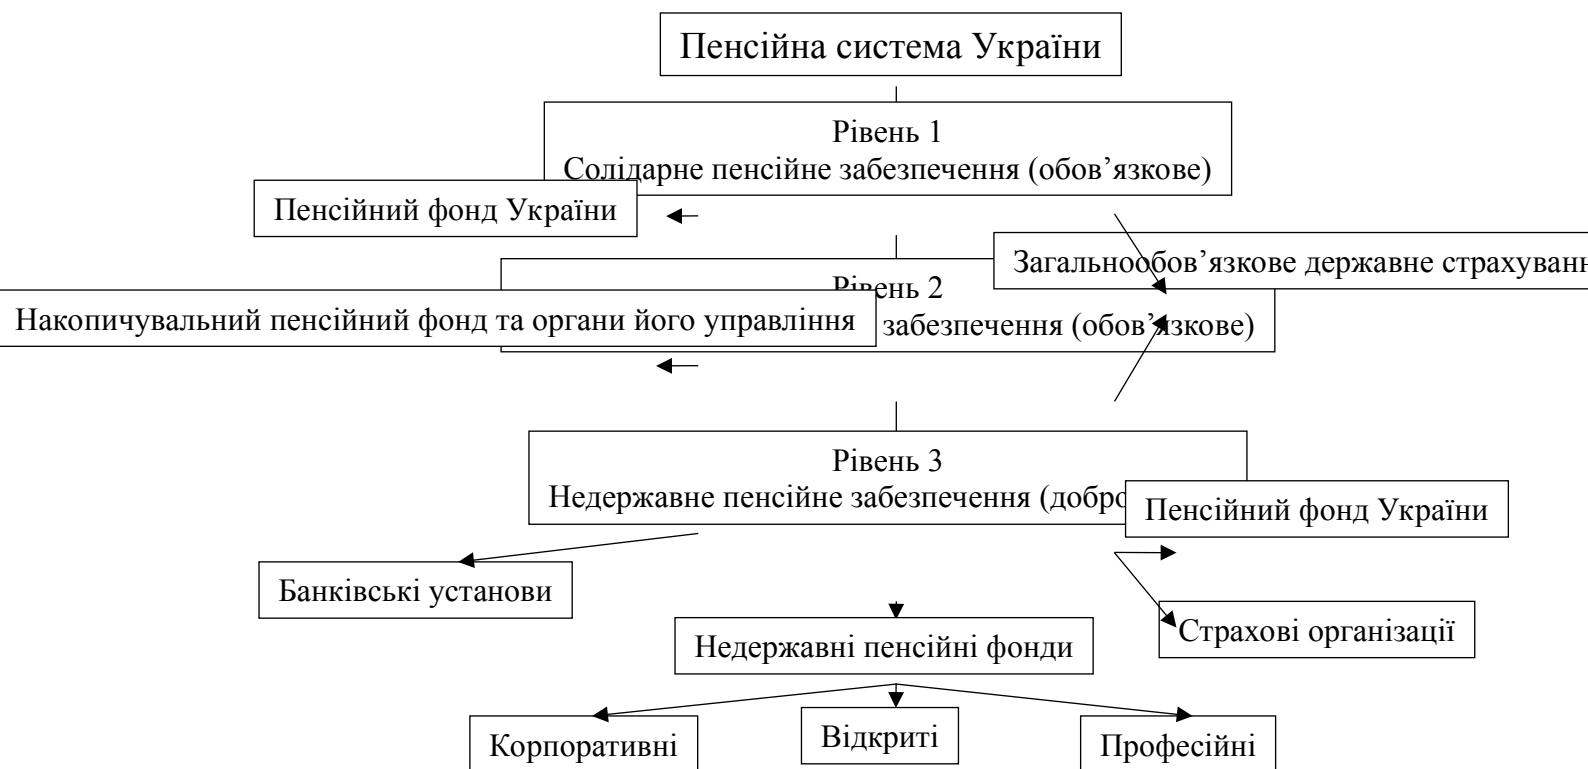 Пенсійна система України
Рівень 1
Солідарне пенсійне забезпечення (обов’язкове)
Пенсійний фонд України
Загальнообов’язкове державне
Рівень 2
Накопичувальний пенсійний фонд та органи його управління
забезпечення (обов’язкове)
Рівень 3
Недержавне пенсійне забезпечення
Пенсійний фонд України
Банківські установи
Недержавні пенсійні фонди
Страхові організації
Корпоративні
Відкриті
Професійні